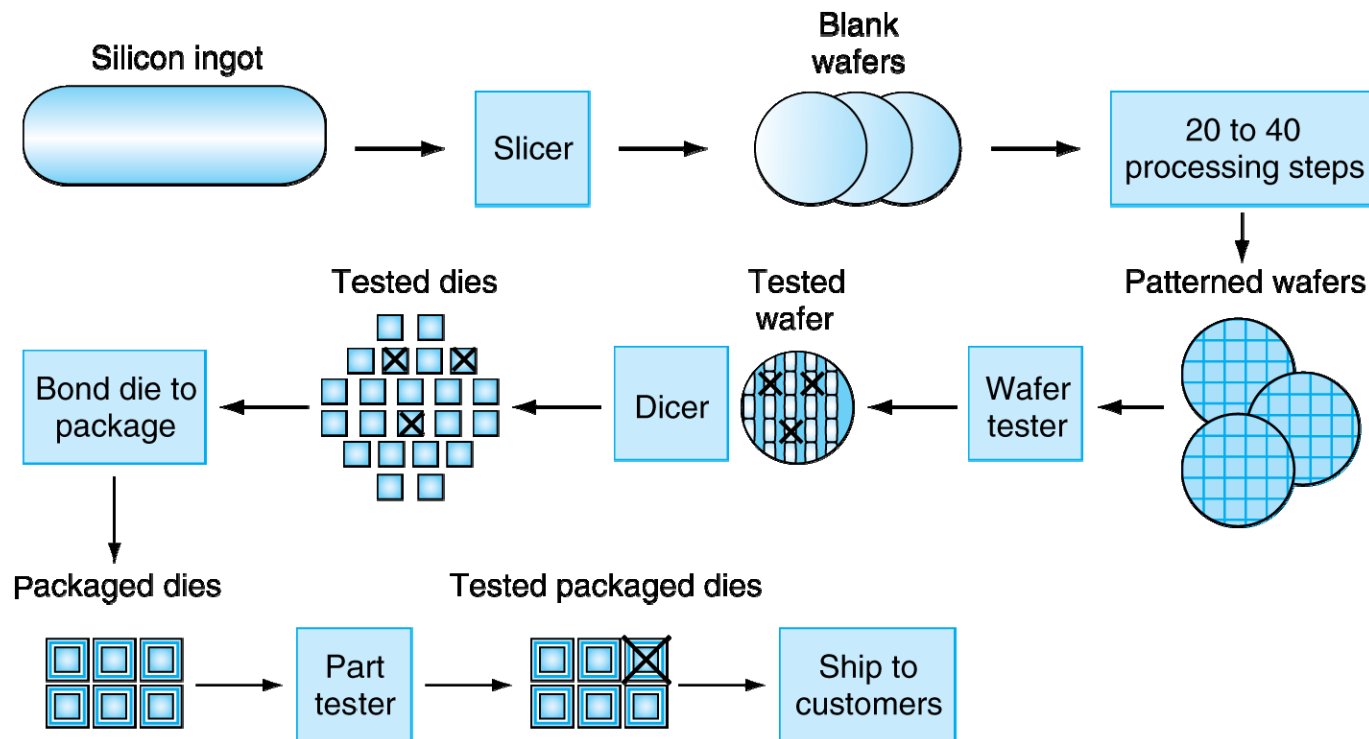 Silicon ingot
Slicer
Blank
wafers
20 to 40
processing steps
Patterned wafers
Wafer
tester
Tested
wafer
Dicer
Tested dies
Bond die to
package
Packaged dies
Part
tester
Tested packaged dies
Ship to
customers